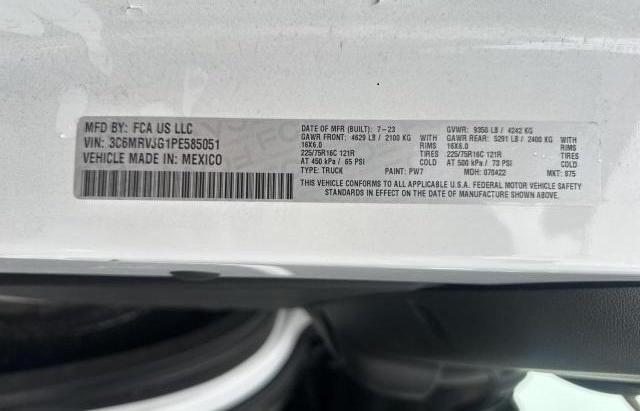 MFD BY: FCA US LLC
VIN: 3C6MRVJG1PE585051
VEHICLE MADE IN: MEXICO
DATE OF MFR (BUILT): 7-23
GVWR: 9350 LB / 4242 KG
GAWR FRONT: 4629 LB / 2100 KG WITH
GAWR REAR: 5291 LB / 2400 KG WITH
16X6.0 RIMS
16X6.0 RIMS
225/75R16C 121R TIRES
225/75R16C 121R TIRES
AT 450 kPa / 65 PSI COLD
AT 500 kPa / 73 PSI COLD
TYPE: TRUCK PAINT: PW7 MDH: 070422 MKT: 875
THIS VEHICLE CONFORMS TO ALL APPLICABLE U.S.A. FEDERAL MOTOR VEHICLE SAFETY
STANDARDS IN EFFECT ON THE DATE OF MANUFACTURE SHOWN ABOVE.